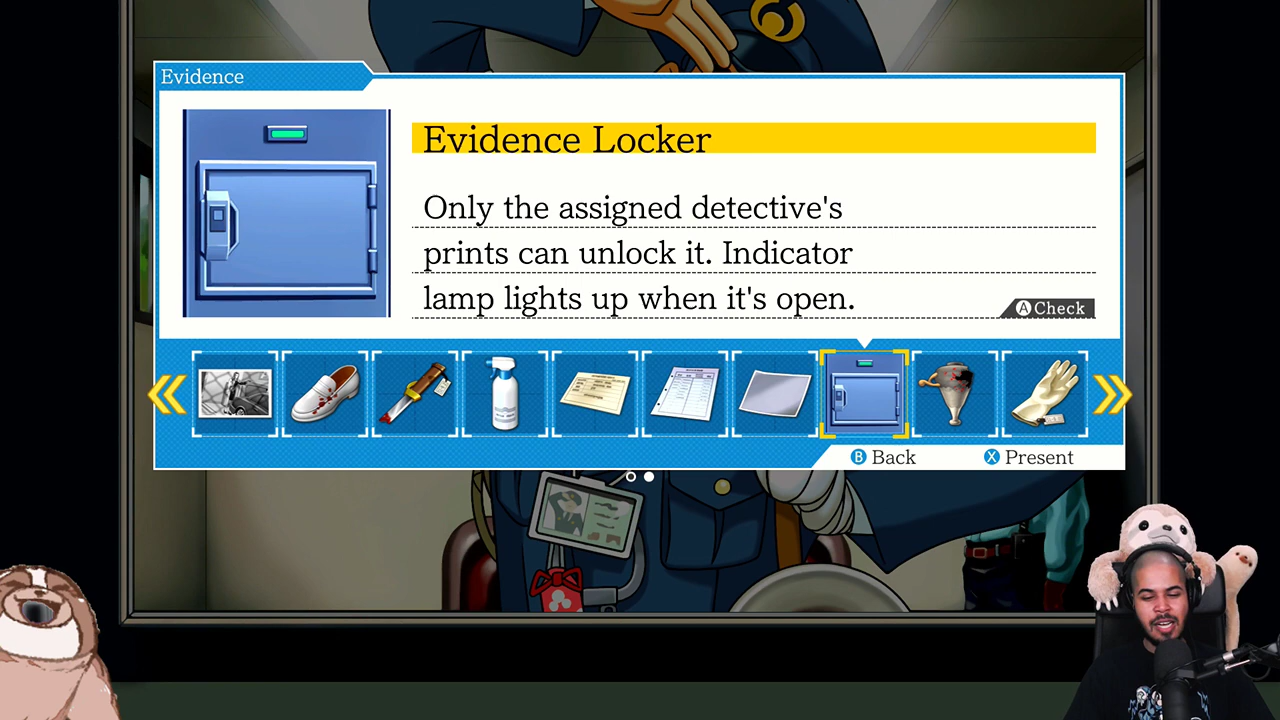 Evidence
Evidence Locker
Only the assigned detective's
prints can unlock it. Indicator
lamp lights up when it's open.
A Check
B Back
X Present